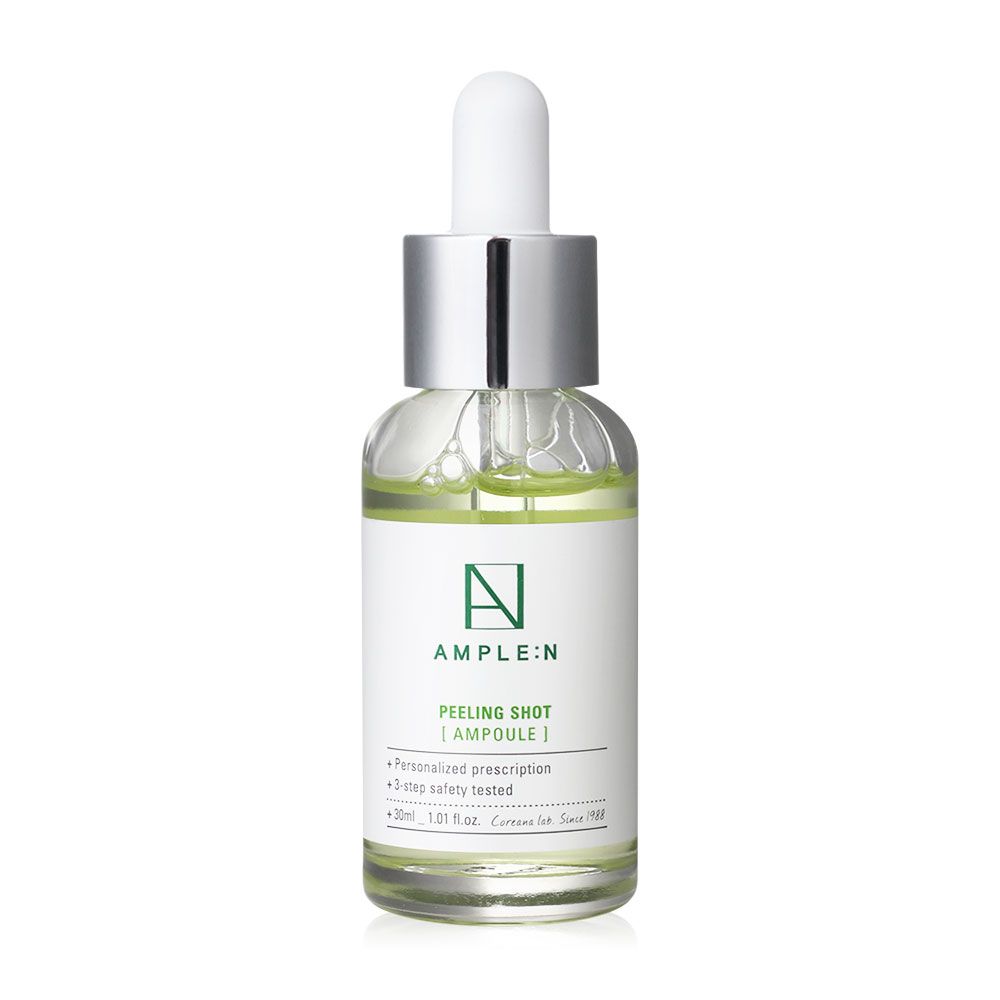 AMPLE:N
PEELING SHOT
[ AMPOULE ]
+ Personalized prescription
+ 3-step safety tested
+ 30ml _ 1.01 fl.oz. Coreana lab. Since 1988